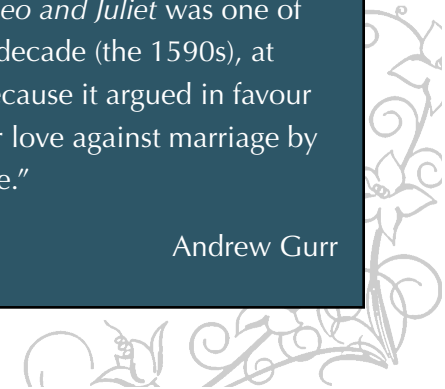 eo and Juliet was one of
decade (the 1590s), at
ecause it argued in favour
r love against marriage by
e.”
Andrew Gurr